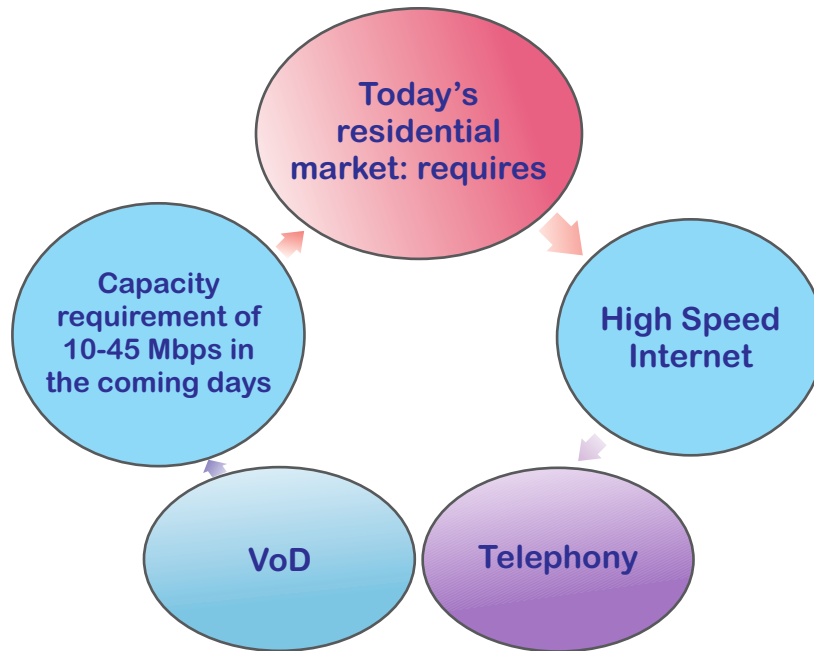 Today’s
residential
market: requires
High Speed
Internet
Telephony
VoD
Capacity
requirement of
10-45 Mbps in
the coming days